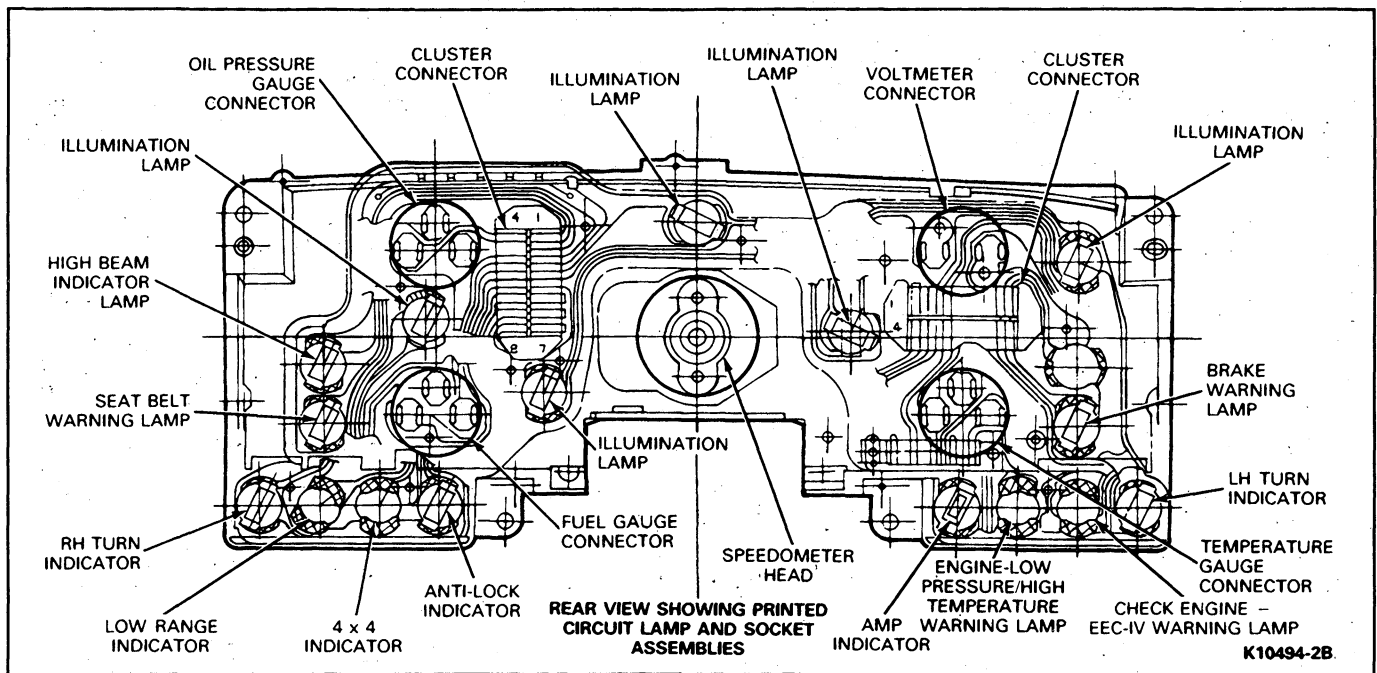 OIL PRESSURE
GAUGE
CONNECTOR
CLUSTER
CONNECTOR
ILLUMINATION
LAMP
ILLUMINATION
LAMP
VOLTMETER
CONNECTOR
CLUSTER
CONNECTOR
ILLUMINATION
LAMP
ILLUMINATION
LAMP
4 1
HIGH BEAM
INDICATOR
LAMP
1
4
8 7
SEAT BELT
WARNING LAMP
BRAKE
WARNING
LAMP
ILLUMINATION
LAMP
LH TURN
INDICATOR
RH TURN
INDICATOR
FUEL GAUGE
CONNECTOR
SPEEDOMETER
HEAD
TEMPERATURE
GAUGE
CONNECTOR
LOW RANGE
INDICATOR
4 x 4
INDICATOR
ANTI-LOCK
INDICATOR
AMP
INDICATOR
ENGINE-LOW
PRESSURE/HIGH
TEMPERATURE
WARNING LAMP
CHECK ENGINE –
EEC-IV WARNING LAMP
REAR VIEW SHOWING PRINTED
CIRCUIT LAMP AND SOCKET
ASSEMBLIES
K10494-2B